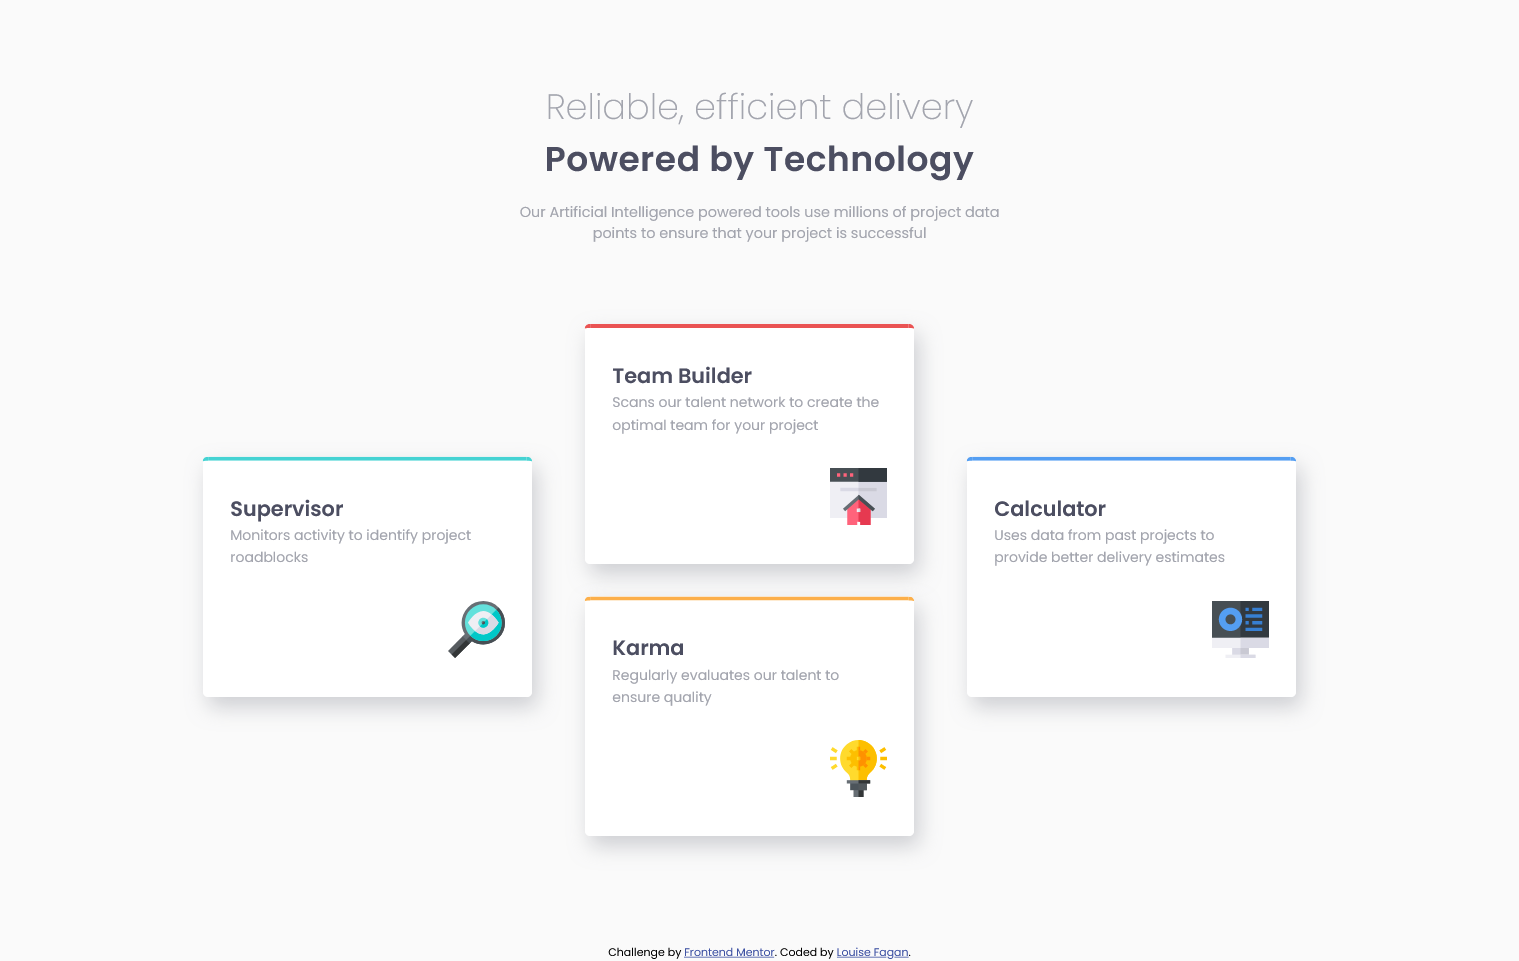 Reliable, efficient delivery
Powered by Technology
Our Artificial Intelligence powered tools use millions of project data
points to ensure that your project is successful
Team Builder
Scans our talent network to create the
optimal team for your project
Supervisor
Monitors activity to identify project
roadblocks
Calculator
Uses data from past projects to
provide better delivery estimates
Karma
Regularly evaluates our talent to
ensure quality
Challenge by Frontend Mentor. Coded by Louise Fagan.